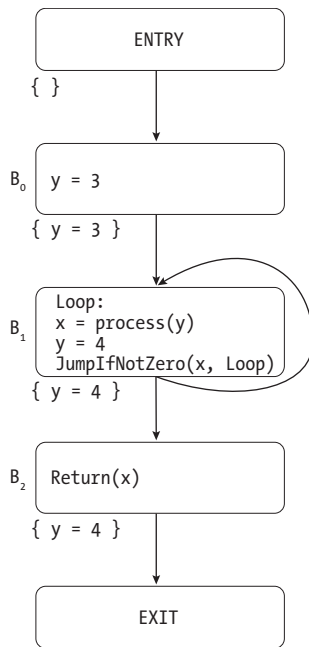 ENTRY
{ }
B₀
y = 3
{ y = 3 }
Loop:
x = process(y)
B₁
y = 4
JumpIfNotZero(x, Loop)
{ y = 4 }
B₂
Return(x)
{ y = 4 }
EXIT